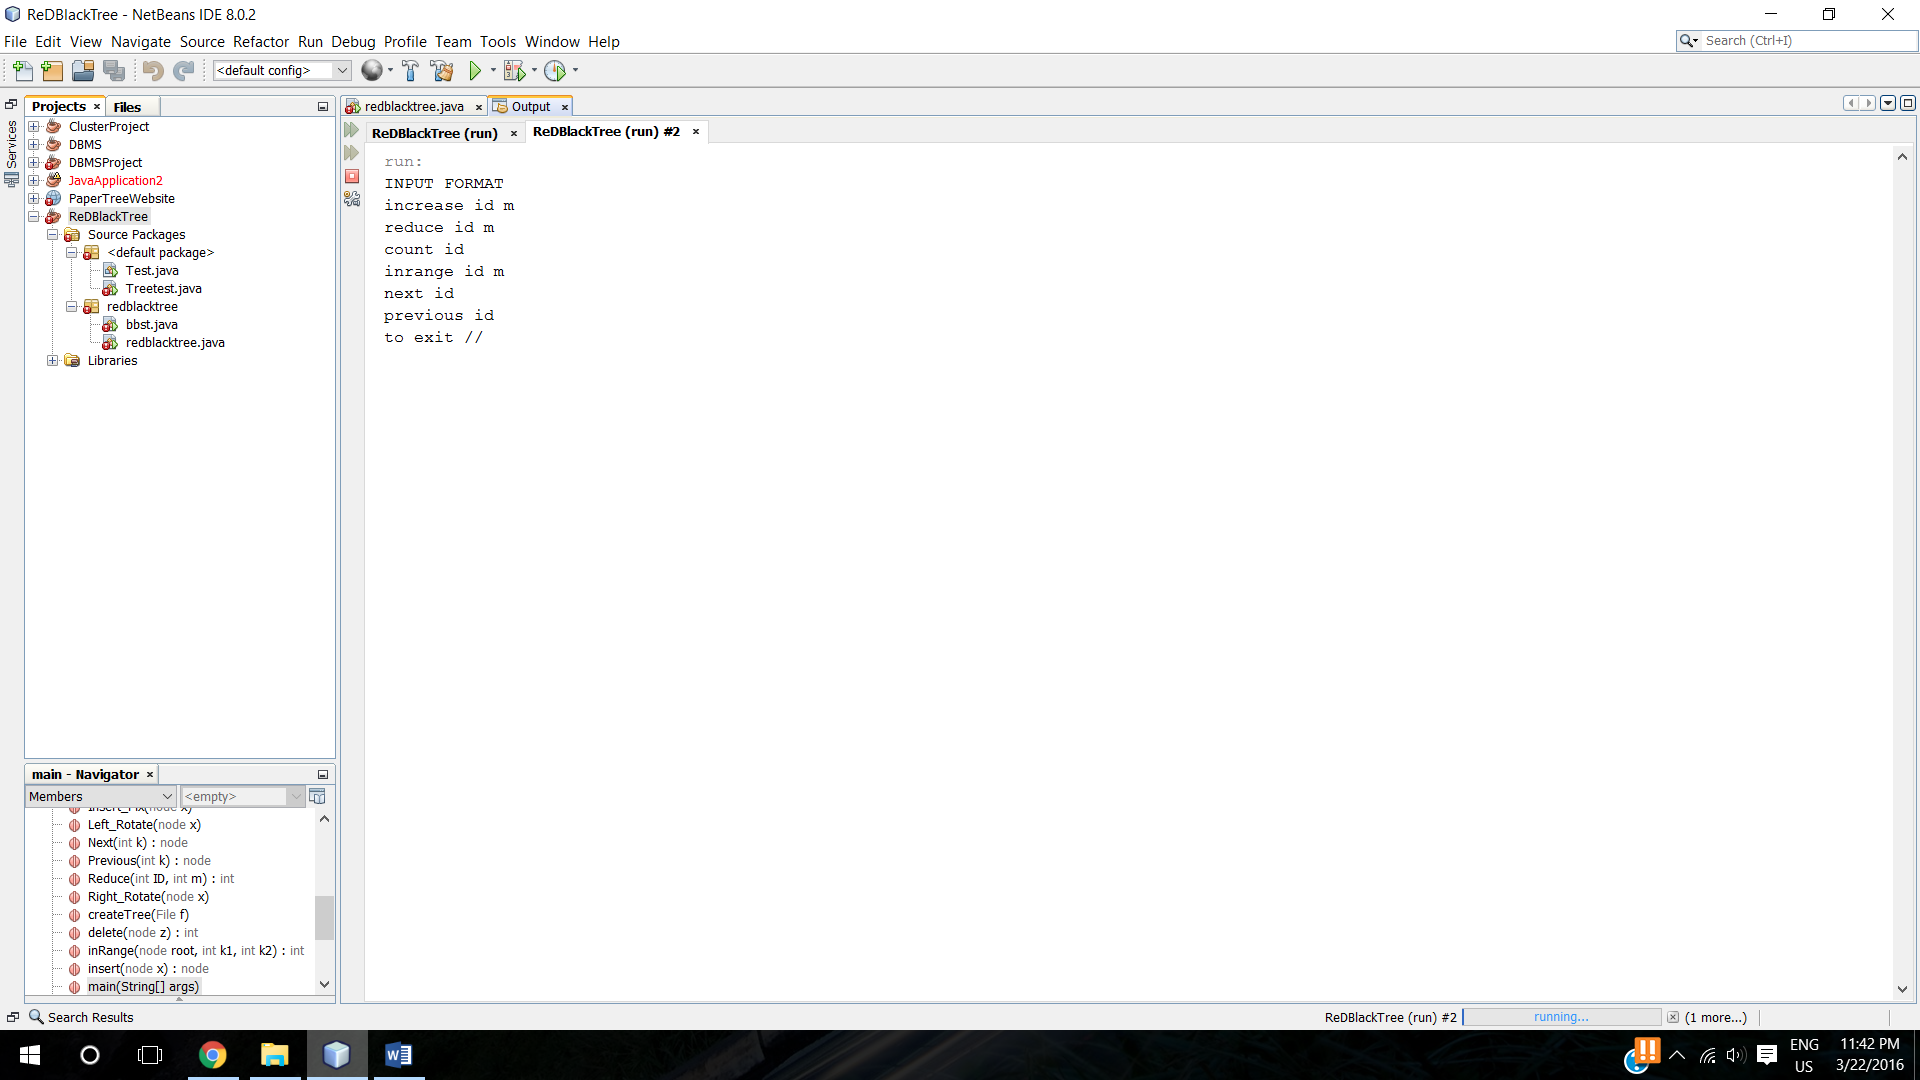 ReDBlackTree - NetBeans IDE 8.0.2
File Edit View Navigate Source Refactor Run Debug Profile Team Tools Window Help
Search (Ctrl+I)
<default config>
Projects Files
redblacktree.java Output
Services
ReDBlackTree (run) ReDBlackTree (run) #2
ClusterProject
DBMS
DBMSProject
JavaApplication2
PaperTreeWebsite
ReDBlackTree
Source Packages
<default package>
Test.java
Treetest.java
redblacktree
bbst.java
redblacktree.java
Libraries
run:
INPUT FORMAT
increase id m
reduce id m
count id
inrange id m
next id
previous id
to exit //
main - Navigator
Members <empty>
Insert_Fix(node x)
Left_Rotate(node x)
Next(int k) : node
Previous(int k) : node
Reduce(int ID, int m) : int
Right_Rotate(node x)
createTree(File f)
delete(node z) : int
inRange(node root, int k1, int k2) : int
insert(node x) : node
main(String[] args)
Search Results
ReDBlackTree (run) #2 running... (1 more...)
ENG 11:42 PM
US 3/22/2016